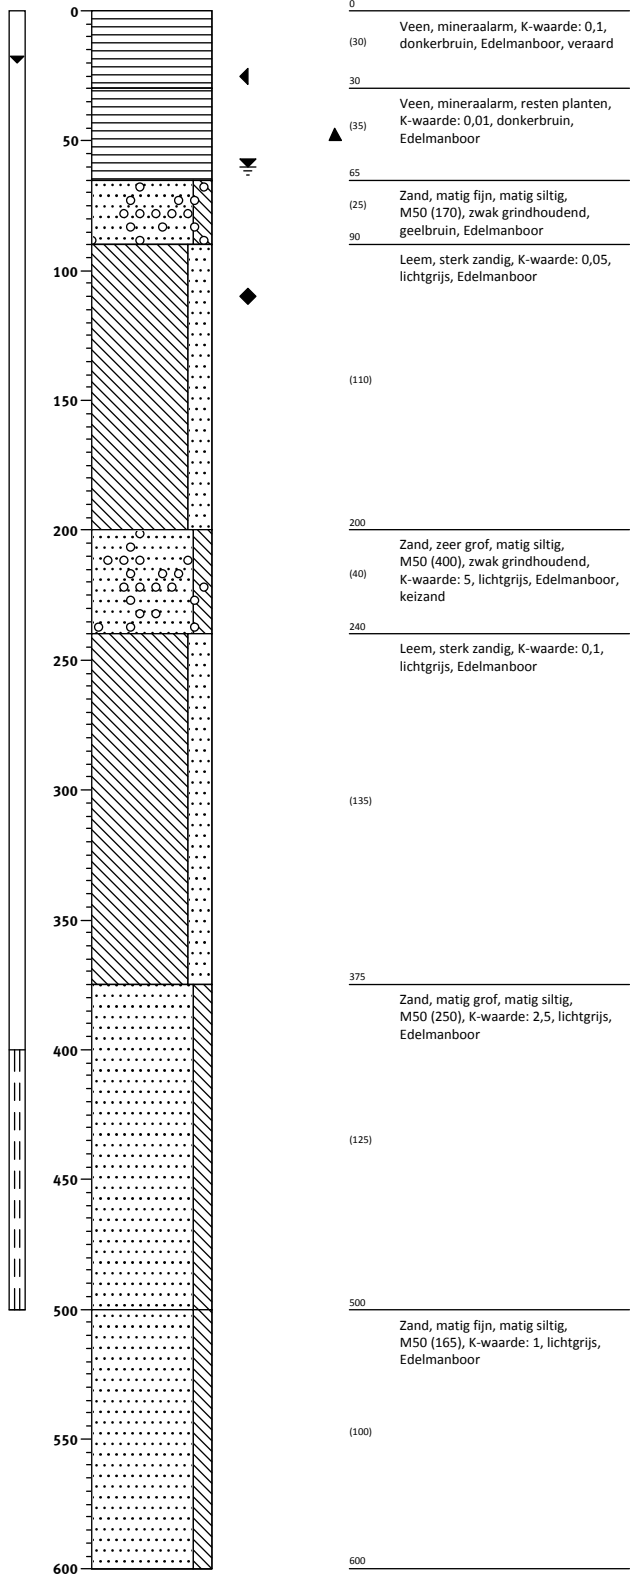 0
50
100
150
200
250
300
350
400
450
500
550
600
0
(30)
Veen, mineraalarm, K-waarde: 0,1,
donkerbruin, Edelmanboor, veraard
30
(35)
Veen, mineraalarm, resten planten,
K-waarde: 0,01, donkerbruin,
Edelmanboor
65
(25)
Zand, matig fijn, matig siltig,
M50 (170), zwak grindhoudend,
geelbruin, Edelmanboor
90
Leem, sterk zandig, K-waarde: 0,05,
lichtgrijs, Edelmanboor
(110)
200
(40)
Zand, zeer grof, matig siltig,
M50 (400), zwak grindhoudend,
K-waarde: 5, lichtgrijs, Edelmanboor,
keizand
240
Leem, sterk zandig, K-waarde: 0,1,
lichtgrijs, Edelmanboor
(135)
375
Zand, matig grof, matig siltig,
M50 (250), K-waarde: 2,5, lichtgrijs,
Edelmanboor
(125)
500
Zand, matig fijn, matig siltig,
M50 (165), K-waarde: 1, lichtgrijs,
Edelmanboor
(100)
600